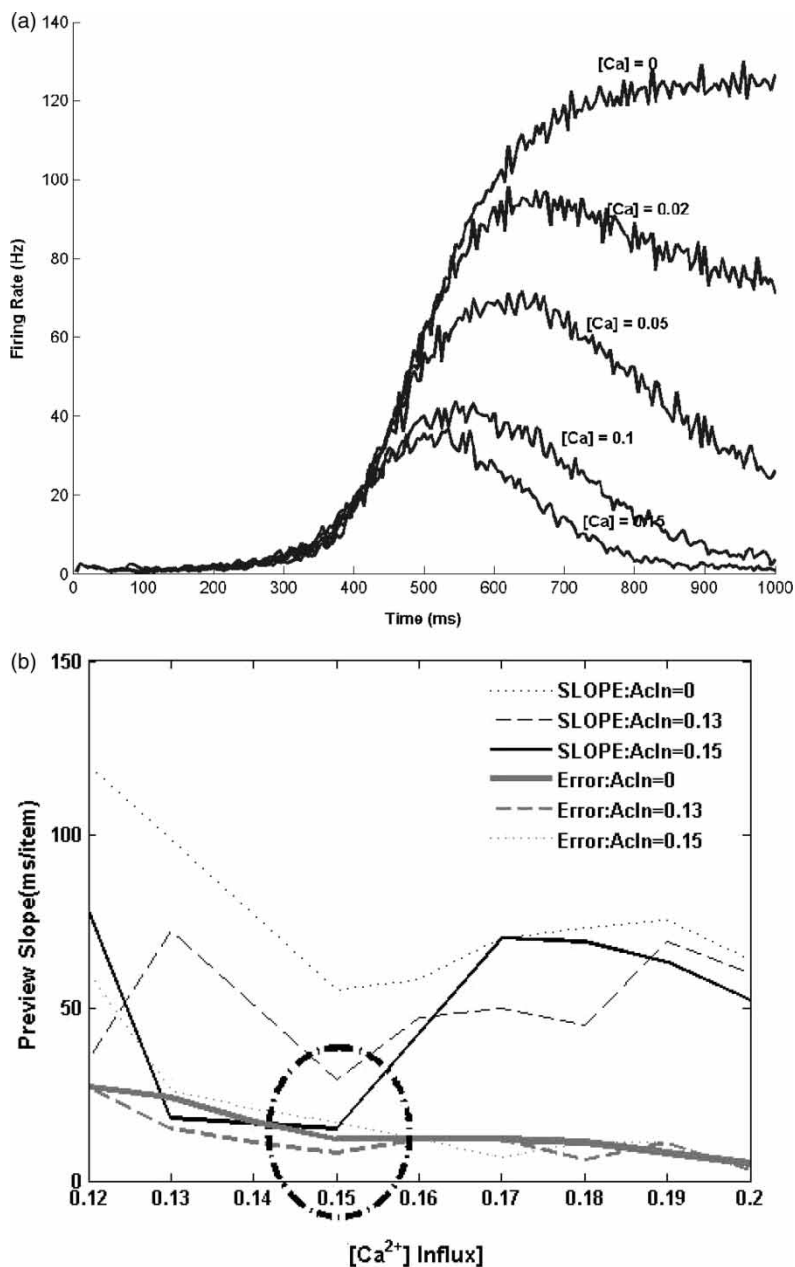 (a)
140
120
100
80
60
40
20
0
Firing Rate (Hz)
[Ca] = 0
[Ca] = 0.02
[Ca] = 0.05
[Ca] = 0.1
[Ca] = 0.15
0 100 200 300 400 500 600 700 800 900 1000
Time (ms)
(b)
150
100
50
0
Preview Slope(ms/item)
SLOPE:AcIn=0
SLOPE:AcIn=0.13
SLOPE:AcIn=0.15
Error:AcIn=0
Error:AcIn=0.13
Error:AcIn=0.15
0.12 0.13 0.14 0.15 0.16 0.17 0.18 0.19 0.2
[Ca²⁺] Influx]